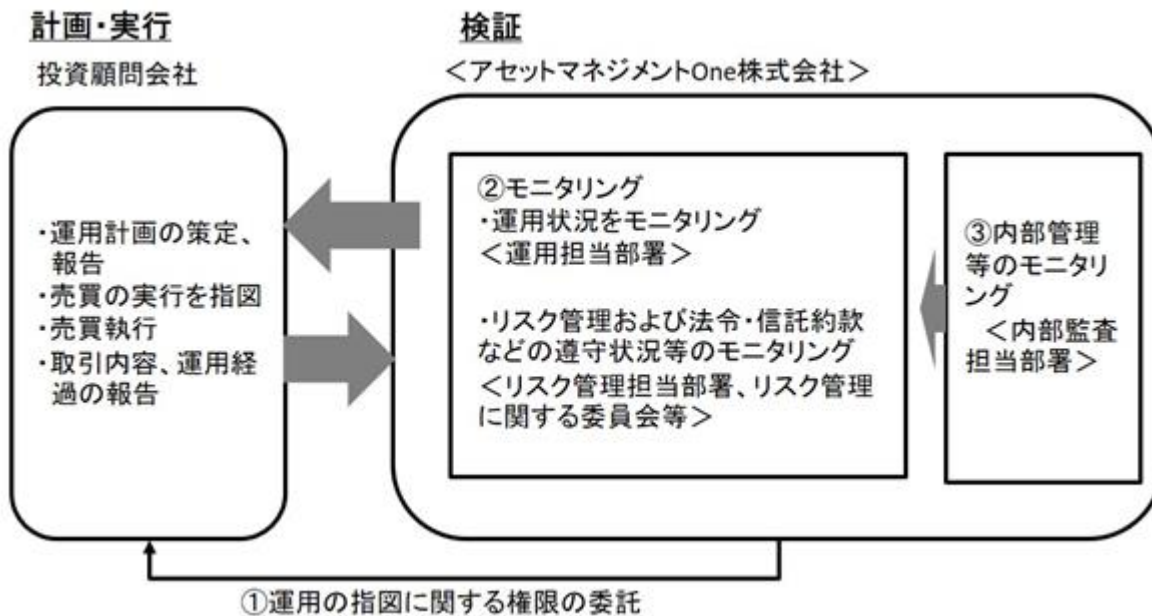 計画・実行
投資顧問会社
・運用計画の策定、
報告
・売買の実行を指図
・売買執行
・取引内容、運用経
過の報告
検証
＜アセットマネジメントOne株式会社＞
②モニタリング
・運用状況をモニタリング
＜運用担当部署＞
・リスク管理および法令・信託約款
などの遵守状況等のモニタリング
＜リスク管理担当部署、リスク管理
に関する委員会等＞
③内部管理
等のモニタリ
ング
＜内部監査
担当部署＞
①運用の指図に関する権限の委託